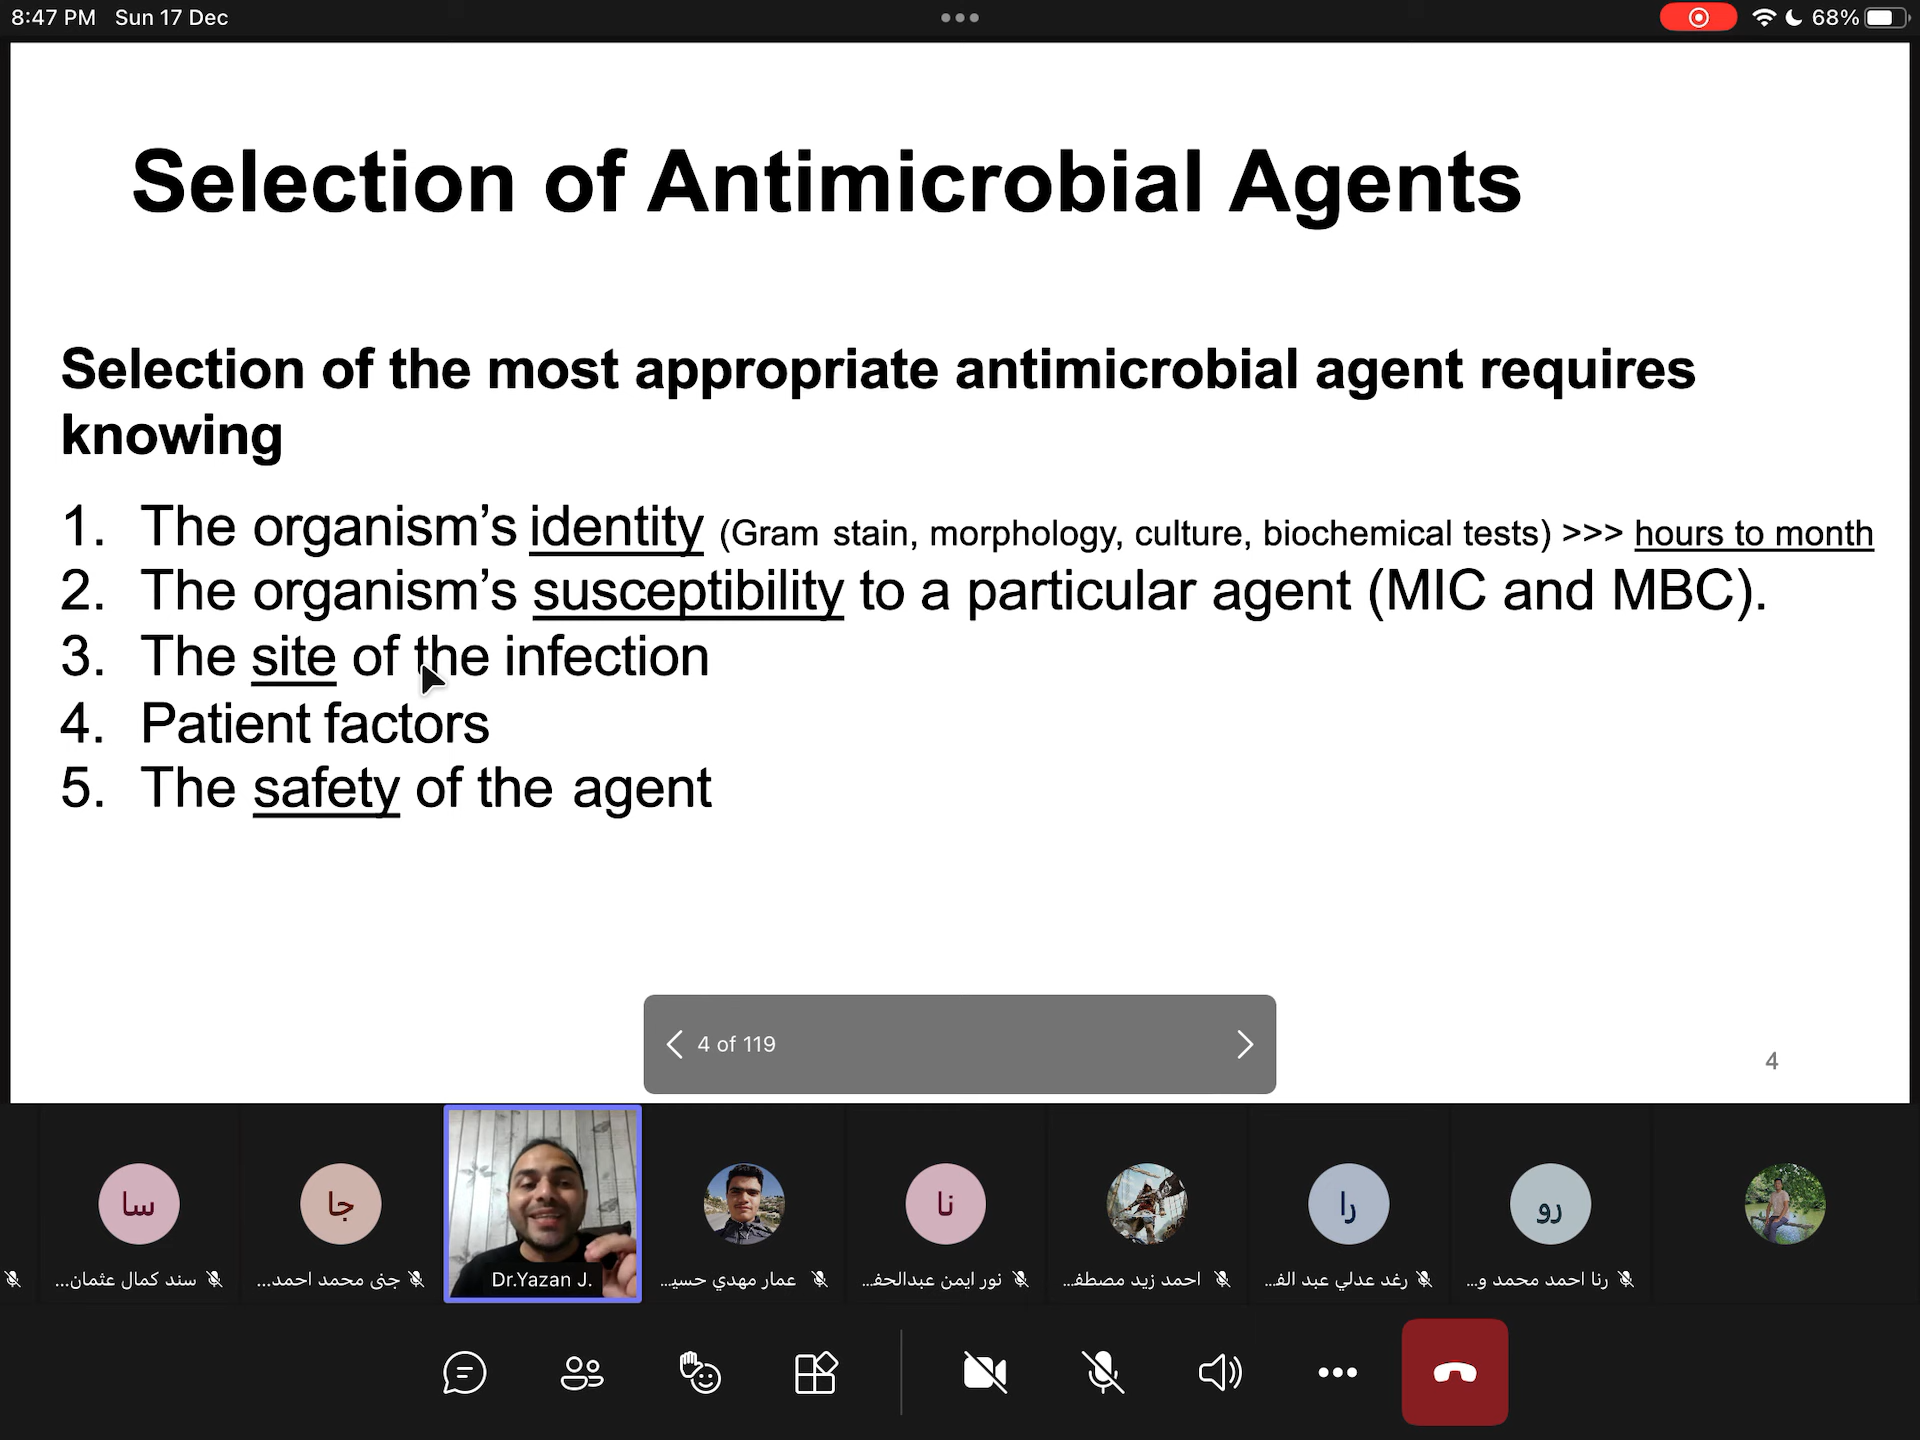 8:47 PM Sun 17 Dec
68%
Selection of Antimicrobial Agents
Selection of the most appropriate antimicrobial agent requires
knowing
1. The organism’s identity (Gram stain, morphology, culture, biochemical tests) >>> hours to month
2. The organism’s susceptibility to a particular agent (MIC and MBC).
3. The site of the infection
4. Patient factors
5. The safety of the agent
4 of 119
4
سا
جا
نا
را
رو
سند كمال عثمان...
جنى محمد احمد...
Dr.Yazan J.
عمار مهدي حسيـ...
نور ايمن عبدالحفـ...
احمد زيد مصطفـ...
رغد عدلي عبد الفـ...
رنا احمد محمد و...